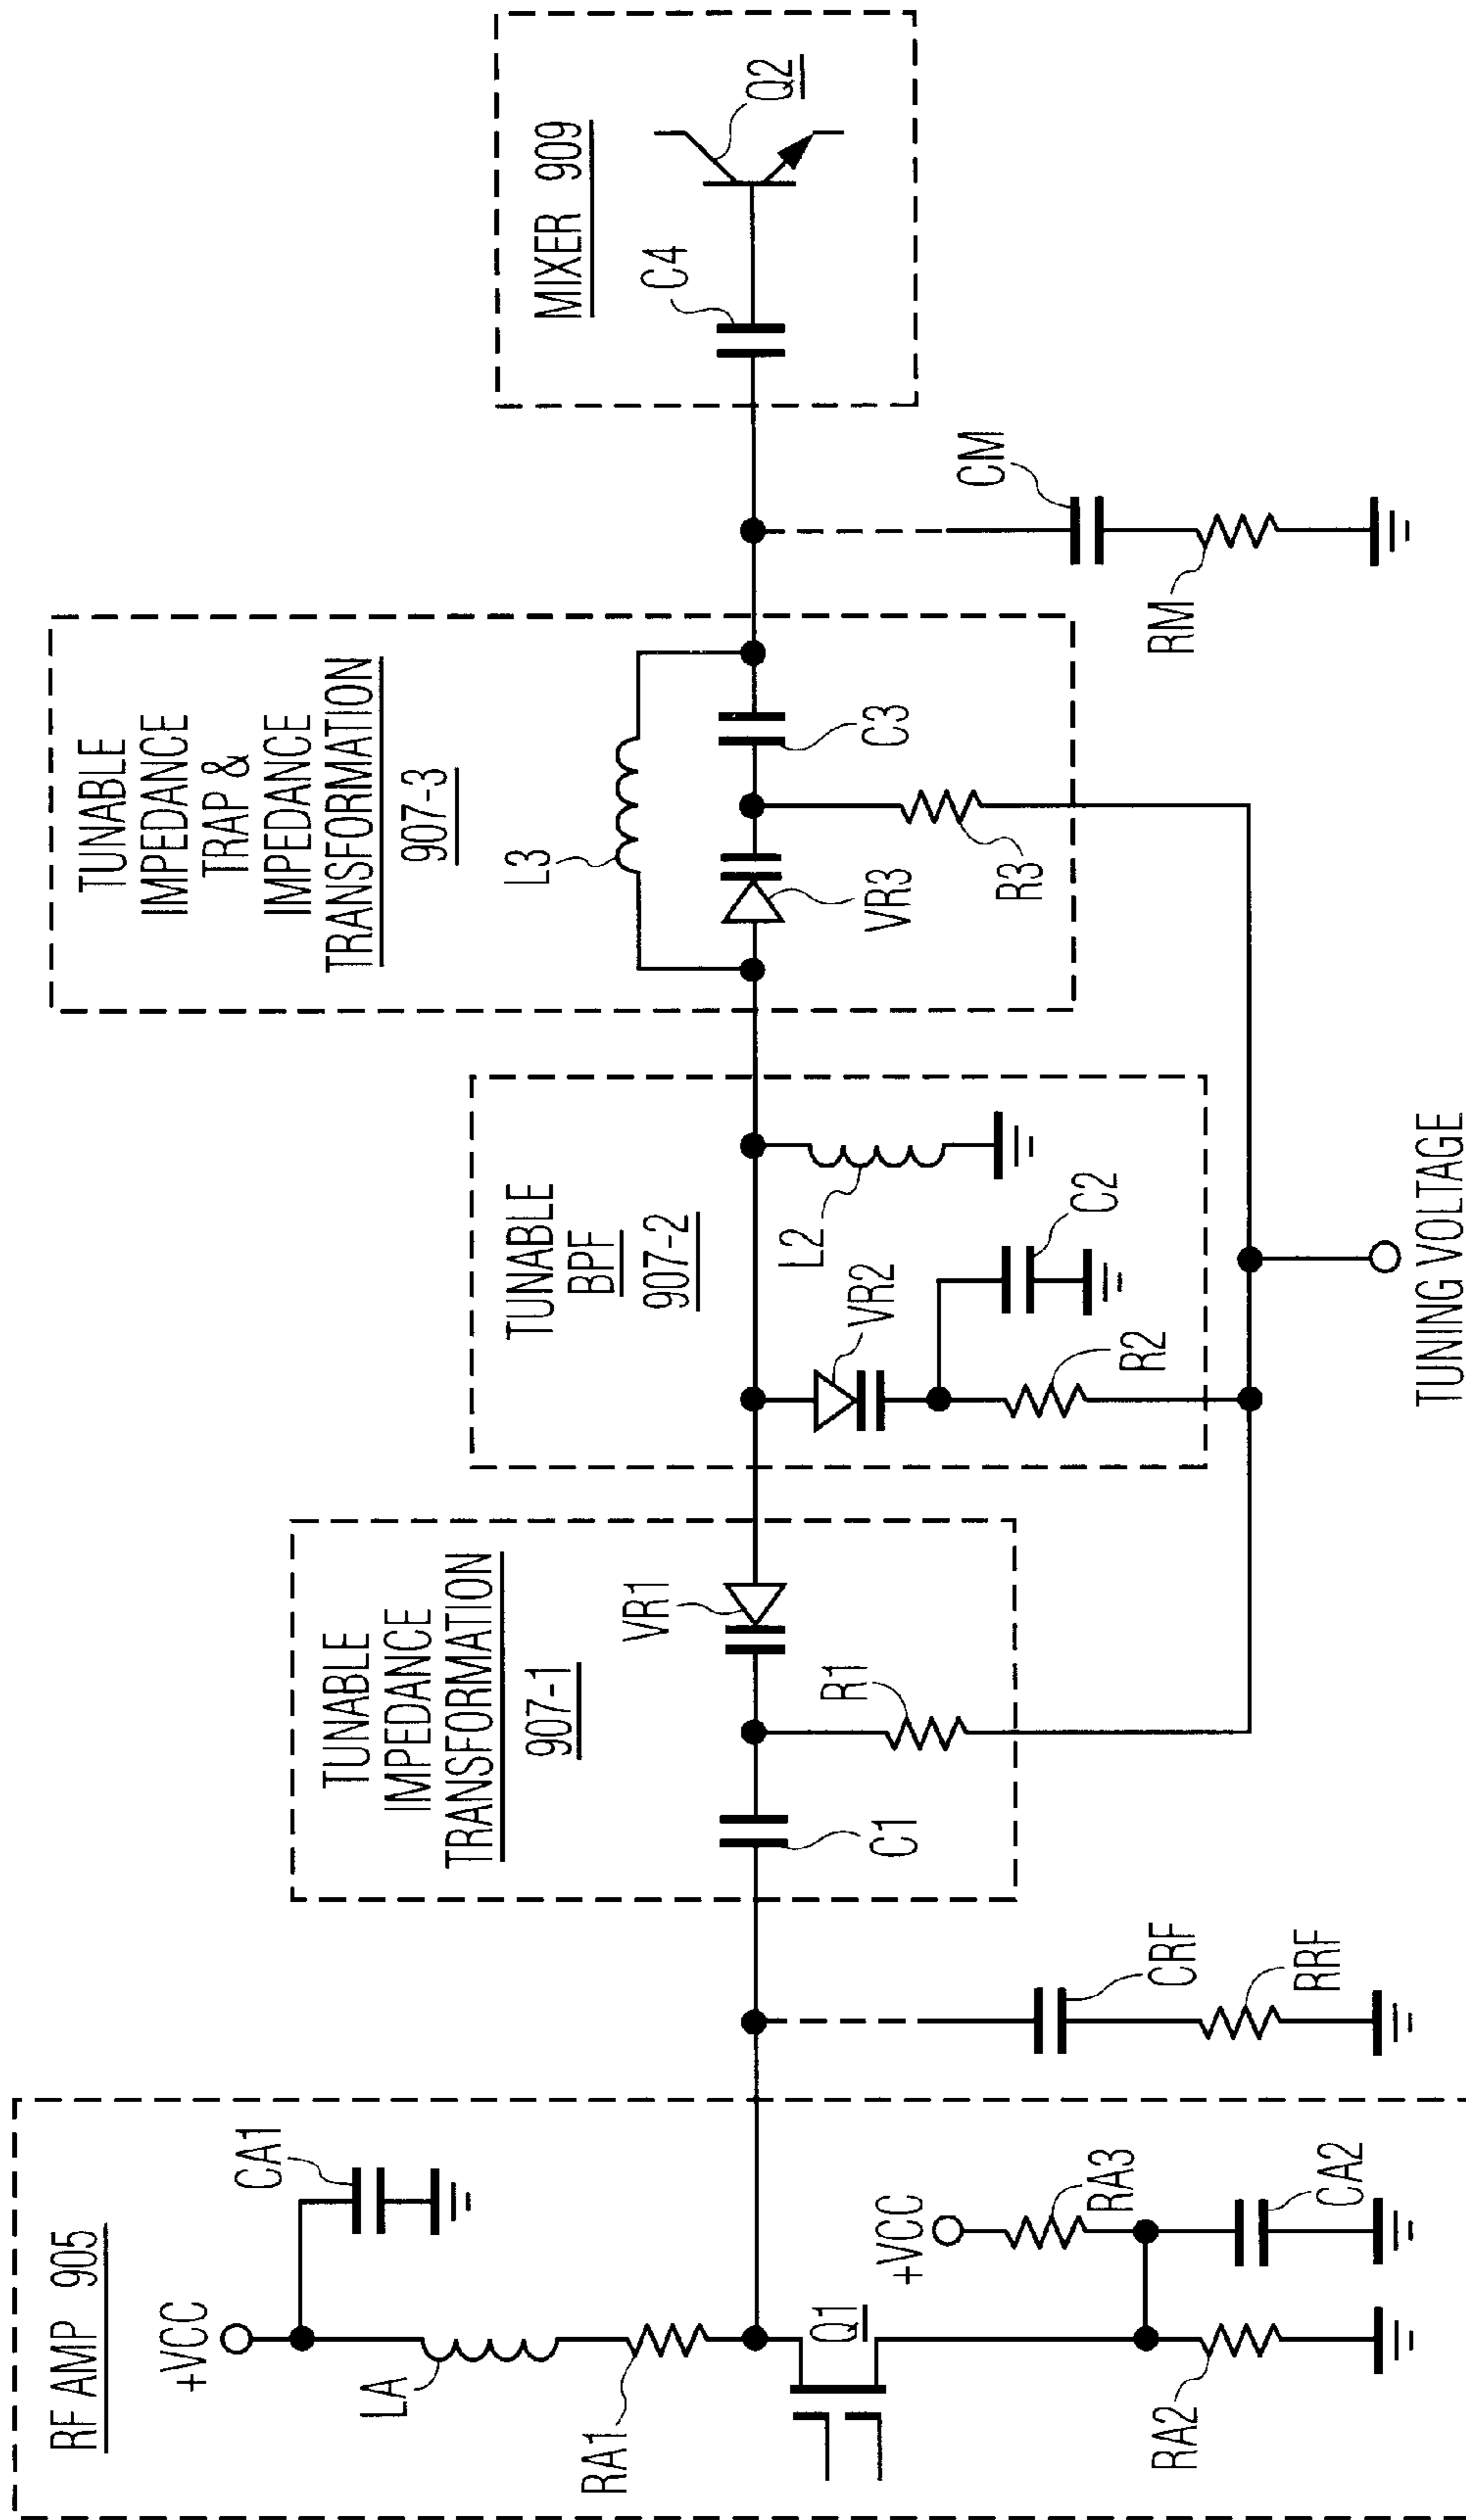 RF AMP 905
+VCC
CA1
LA
RA1
Q1
+VCC
RA3
RA2
CA2
CRF
RRF
TUNABLE
IMPEDANCE
TRANSFORMATION
907-1
VR1
C1
R1
TUNABLE
BPF
907-2
L2
VR2
C2
R2
TUNING VOLTAGE
TUNABLE
IMPEDANCE
TRAP &
IMPEDANCE
TRANSFORMATION
907-3
L3
VR3
C3
R3
CM
RM
MIXER 909
C4
Q2